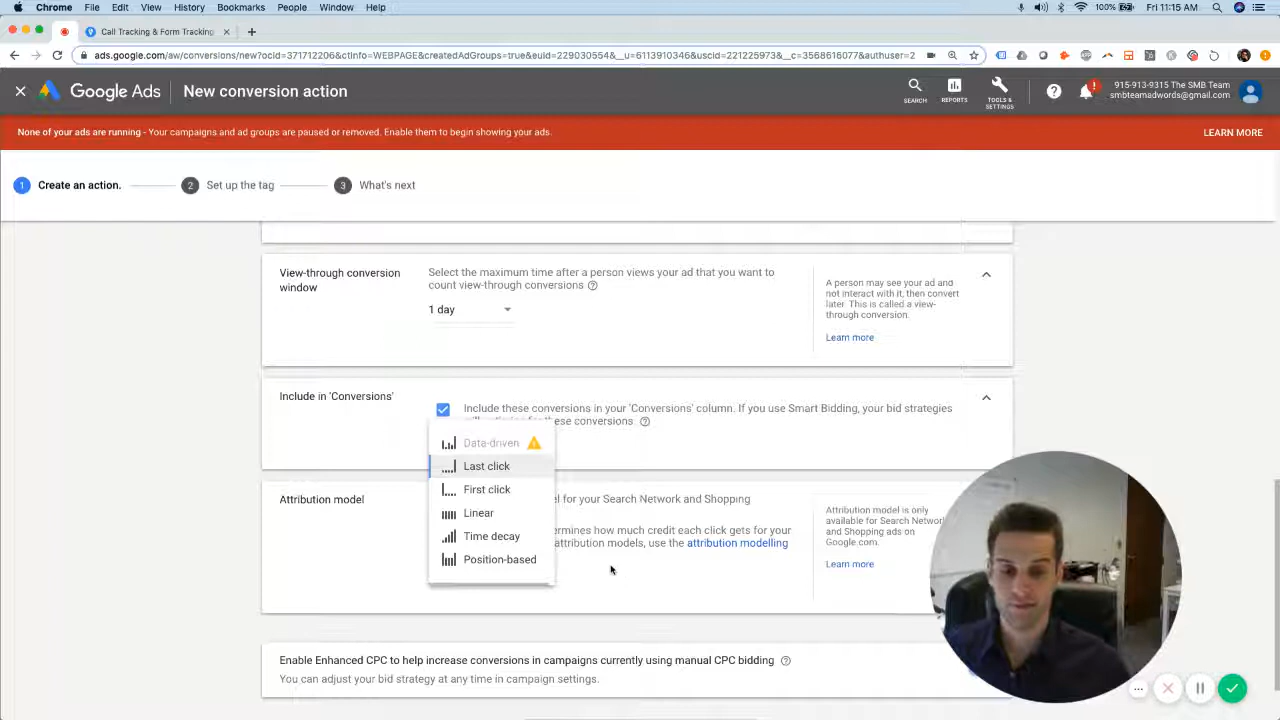 Chrome File Edit View History Bookmarks People Window Help
100% Fri 11:15 AM
Call Tracking & Form Tracking
ads.google.com/aw/conversions/new?ocid=371712206&ctInfo=WEBPAGE&createdAdGroups=true&euid=229030554&__u=6113910346&uscid=221225973&__c=3568616077&authuser=2
Google Ads New conversion action
SEARCH
REPORTS
TOOLS &
SETTINGS
915-913-9315 The SMB Team
smbteamadwords@gmail.com
None of your ads are running - Your campaigns and ad groups are paused or removed. Enable them to begin showing your ads.
LEARN MORE
1 Create an action.
2 Set up the tag
3 What's next
View-through conversion
window
Select the maximum time after a person views your ad that you want to
count view-through conversions
1 day
A person may see your ad and
not interact with it, then convert
later. This is called a view-
through conversion.
Learn more
Include in 'Conversions'
Include these conversions in your 'Conversions' column. If you use Smart Bidding, your bid strategies
these conversions
Data-driven
Last click
First click
Linear
Time decay
Position-based
Attribution model
for your Search Network and Shopping
how much credit each click gets for your
attribution models, use the attribution modelling
Attribution model is only
available for Search Network
and Shopping ads on
Google.com.
Learn more
Enable Enhanced CPC to help increase conversions in campaigns currently using manual CPC bidding
You can adjust your bid strategy at any time in campaign settings.